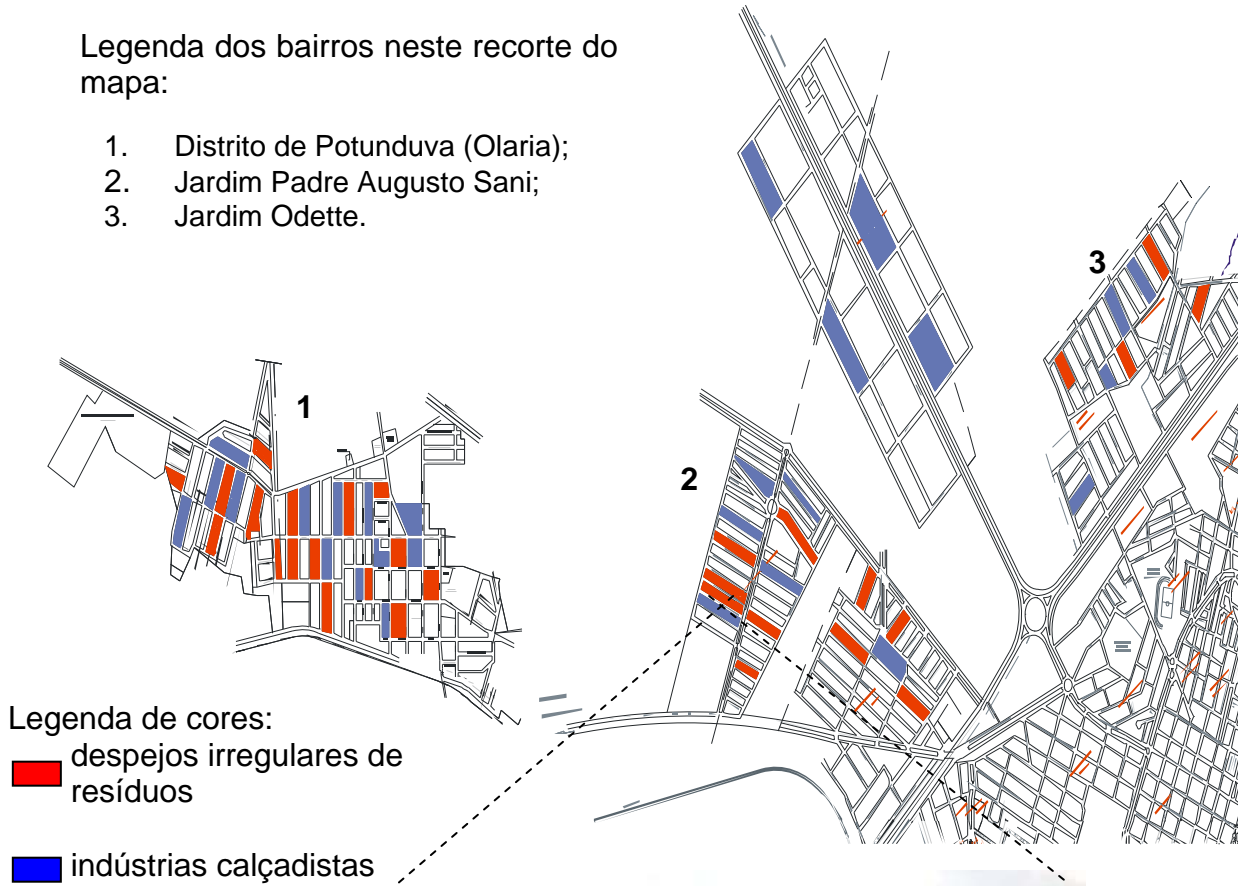 Legenda dos bairros neste recorte do
mapa:
1. Distrito de Potunduva (Olaria);
2. Jardim Padre Augusto Sani;
3. Jardim Odette.
3
1
2
Legenda de cores:
despejos irregulares de
resíduos
indústrias calçadistas